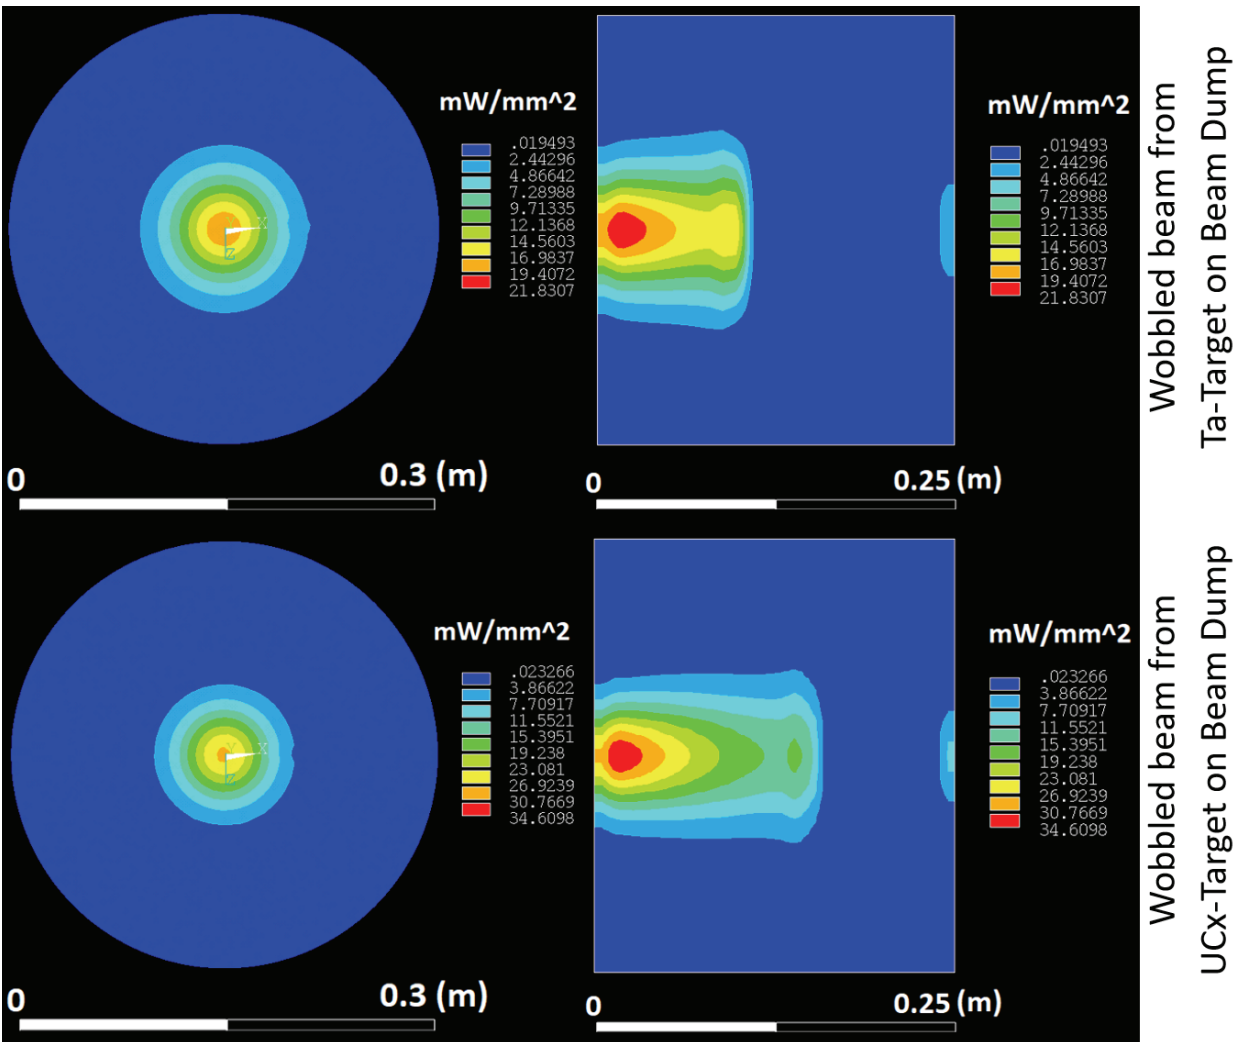 mW/mm^2
.019493
2.44296
4.86642
7.28988
9.71335
12.1368
14.5603
16.9837
19.4072
21.8307
Y
X
Z
0
0.3 (m)
mW/mm^2
.019493
2.44296
4.86642
7.28988
9.71335
12.1368
14.5603
16.9837
19.4072
21.8307
0
0.25 (m)
Wobbled beam from
Ta-Target on Beam Dump
mW/mm^2
.023266
3.86622
7.70917
11.5521
15.3951
19.238
23.081
26.9239
30.7669
34.6098
Y
X
Z
0
0.3 (m)
mW/mm^2
.023266
3.86622
7.70917
11.5521
15.3951
19.238
23.081
26.9239
30.7669
34.6098
0
0.25 (m)
Wobbled beam from
UCx-Target on Beam Dump